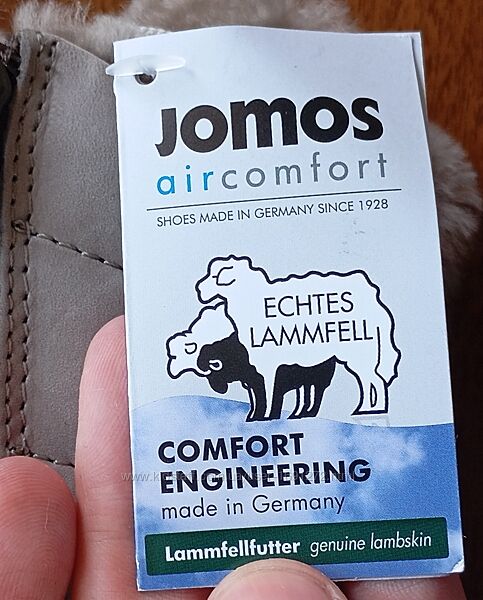 JOMOS
aircomfort
SHOES MADE IN GERMANY SINCE 1928
ECHTES
LAMMFELL
COMFORT
ENGINEERING
made in Germany
Lammfellfutter genuine lambskin